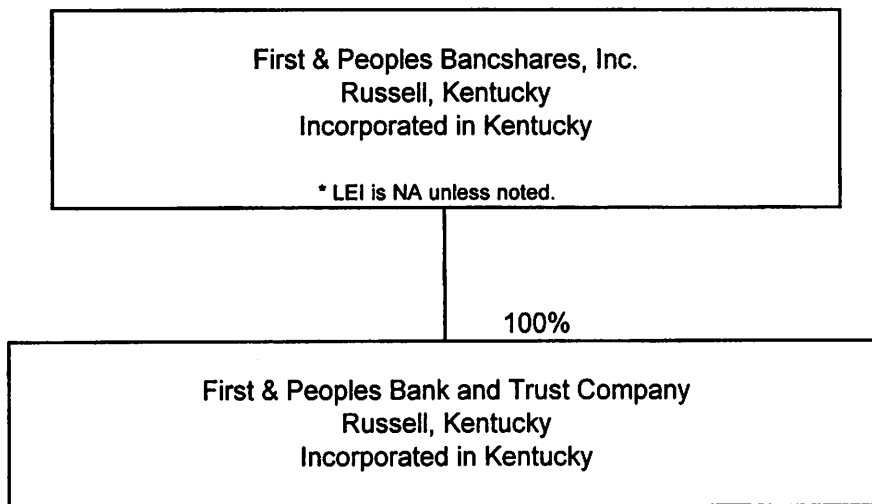 First & Peoples Bancshares, Inc.
Russell, Kentucky
Incorporated in Kentucky
* LEI is NA unless noted.
100%
First & Peoples Bank and Trust Company
Russell, Kentucky
Incorporated in Kentucky